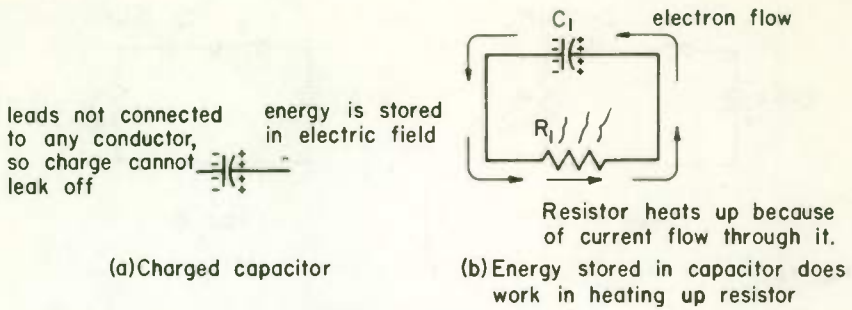 leads not connected
to any conductor,
so charge cannot
leak off
energy is stored
in electric field
- - - -
+ + + +
(a) Charged capacitor
C1
electron flow
- - - -
+ + + +
R1
Resistor heats up because
of current flow through it.
(b) Energy stored in capacitor does
work in heating up resistor